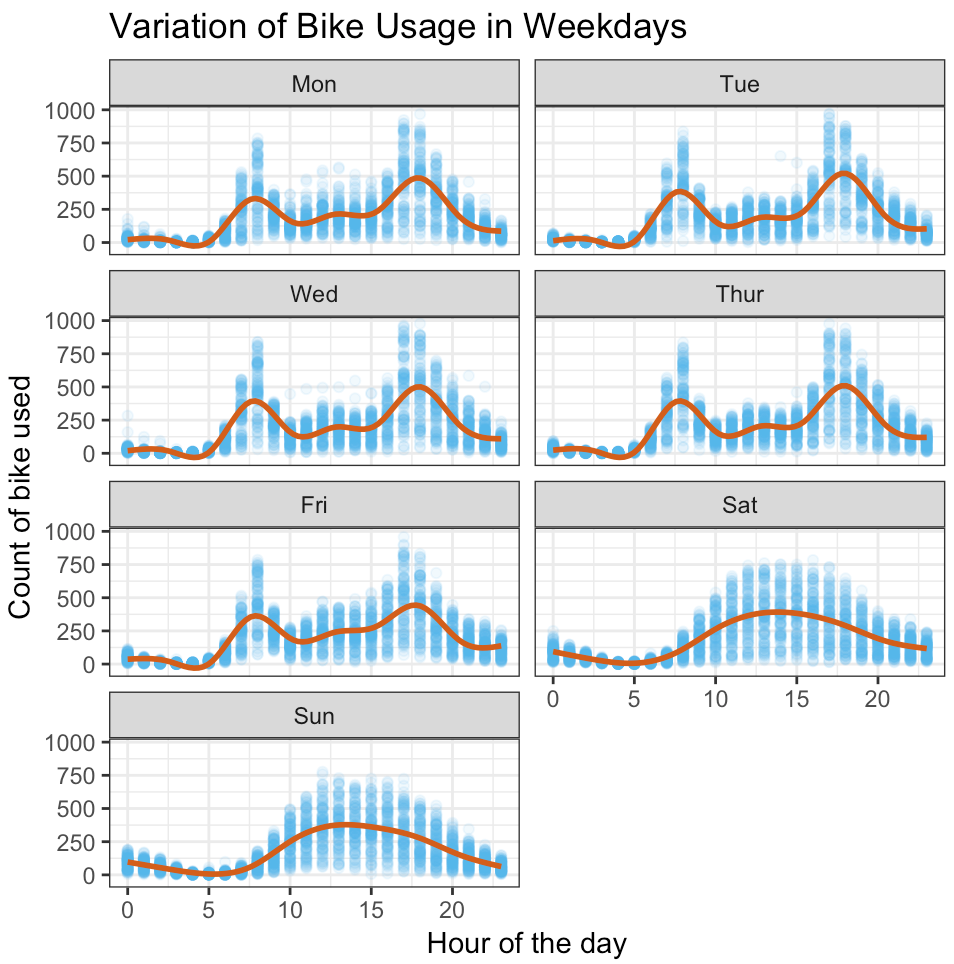 Variation of Bike Usage in Weekdays
Mon
Tue
1000
750
500
250
0
Wed
Thur
1000
750
500
250
0
Fri
Sat
1000
750
500
250
0
0 5 10 15 20
Sun
1000
750
500
250
0
0 5 10 15 20
Hour of the day
Count of bike used